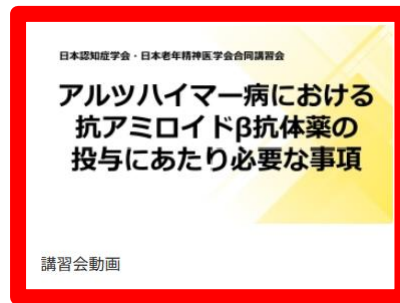 日本認知症学会・日本老年精神医学会合同講習会
アルツハイマー病における
抗アミロイドβ抗体薬の
投与にあたり必要な事項
講習会動画